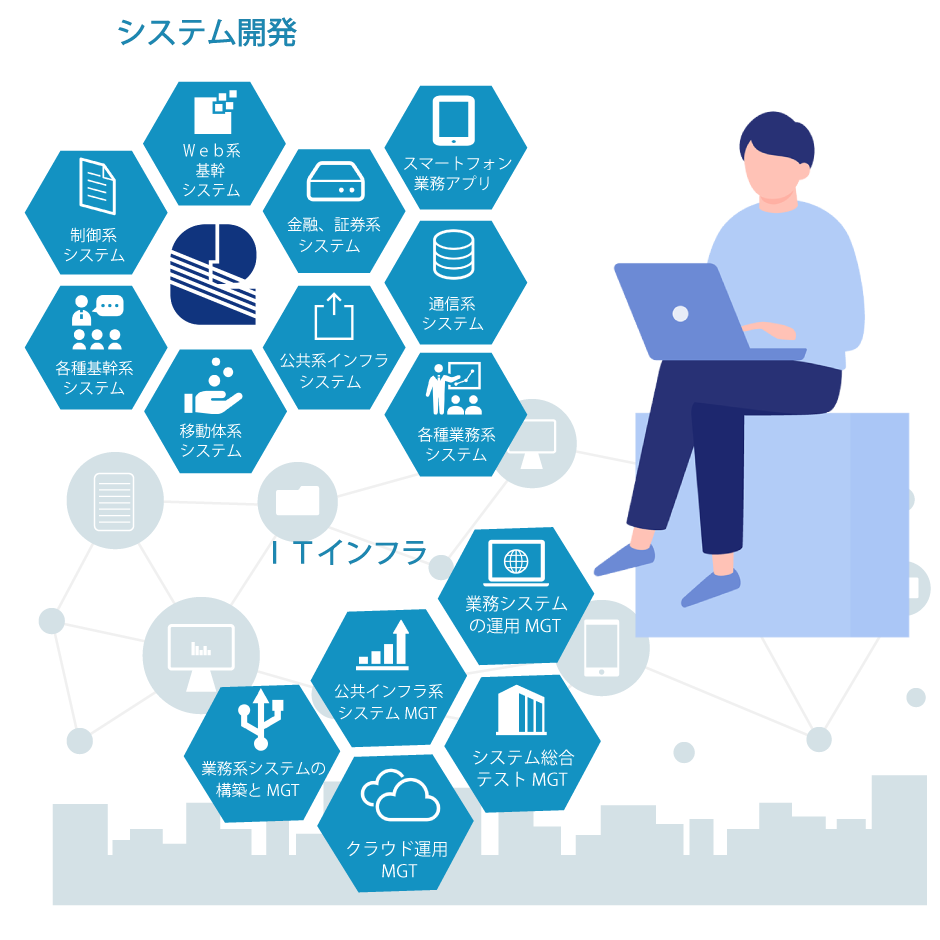 システム開発
Ｗｅｂ系
基幹
システム
スマートフォン
業務アプリ
制御系
システム
金融、証券系
システム
通信系
システム
各種基幹系
システム
公共系インフラ
システム
移動体系
システム
各種業務系
システム
ＩＴインフラ
業務システム
の運用 MGT
公共インフラ系
システム MGT
システム総合
テスト MGT
業務系システムの
構築と MGT
クラウド運用
MGT